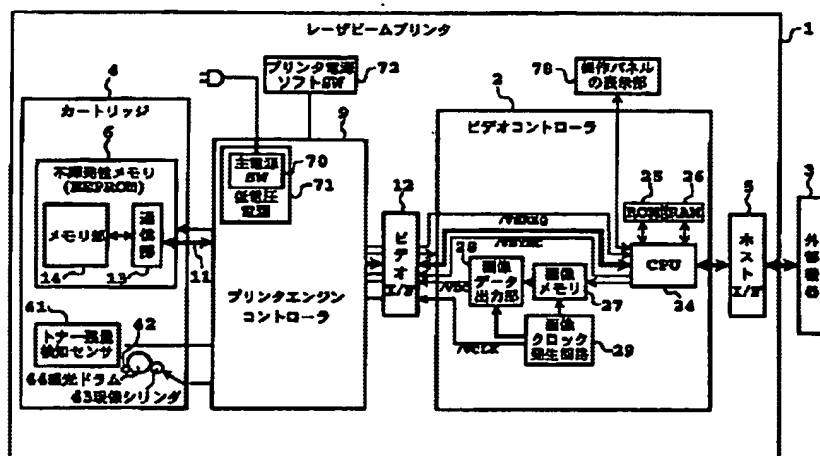 レーザビームプリンタ
1
4
カートリッジ
6
不揮発性メモリ
(EEPROM)
メモリ部
14
通信部
13
11
61
トナー残量
検知センサ
62
64感光ドラム
63現像シリンダ
プリンタ電源
ソフトSW
72
9
主電源
SW
70
低電圧
電源
71
プリンタエンジン
コントローラ
12
ビデオI/F
78
操作パネル
の表示部
2
ビデオコントローラ
25
26
ROM
RAM
CPU
24
/VSREQ
/VSYNC
/VDO
/VCLK
28
画像
データ
出力部
画像
メモリ
27
画像
クロック
発生回路
29
5
ホストI/F
3
外部機器